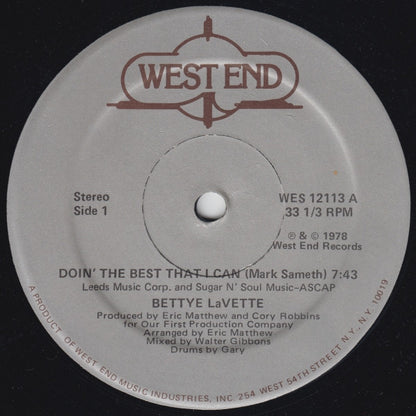 WEST END
Stereo
Side 1
WES 12113 A
33 1/3 RPM
℗ & © 1978
West End Records
DOIN' THE BEST THAT I CAN (Mark Sameth) 7:43
Leeds Music Corp. and Sugar N' Soul Music–ASCAP
BETTYE LaVETTE
Produced by Eric Matthew and Cory Robbins
for Our First Production Company
Arranged by Eric Matthew
Mixed by Walter Gibbons
Drums by Gary
A PRODUCT OF WEST END MUSIC INDUSTRIES, INC. 254 WEST 54TH STREET N.Y., N.Y. 10019